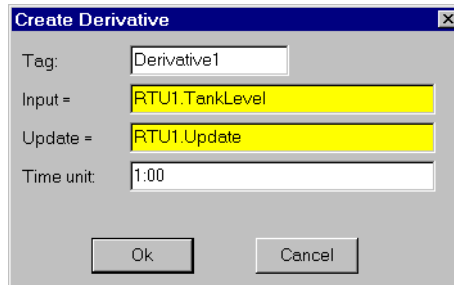 Create Derivative
Tag: Derivative1
Input = RTU1.TankLevel
Update = RTU1.Update
Time unit: 1:00
Ok Cancel